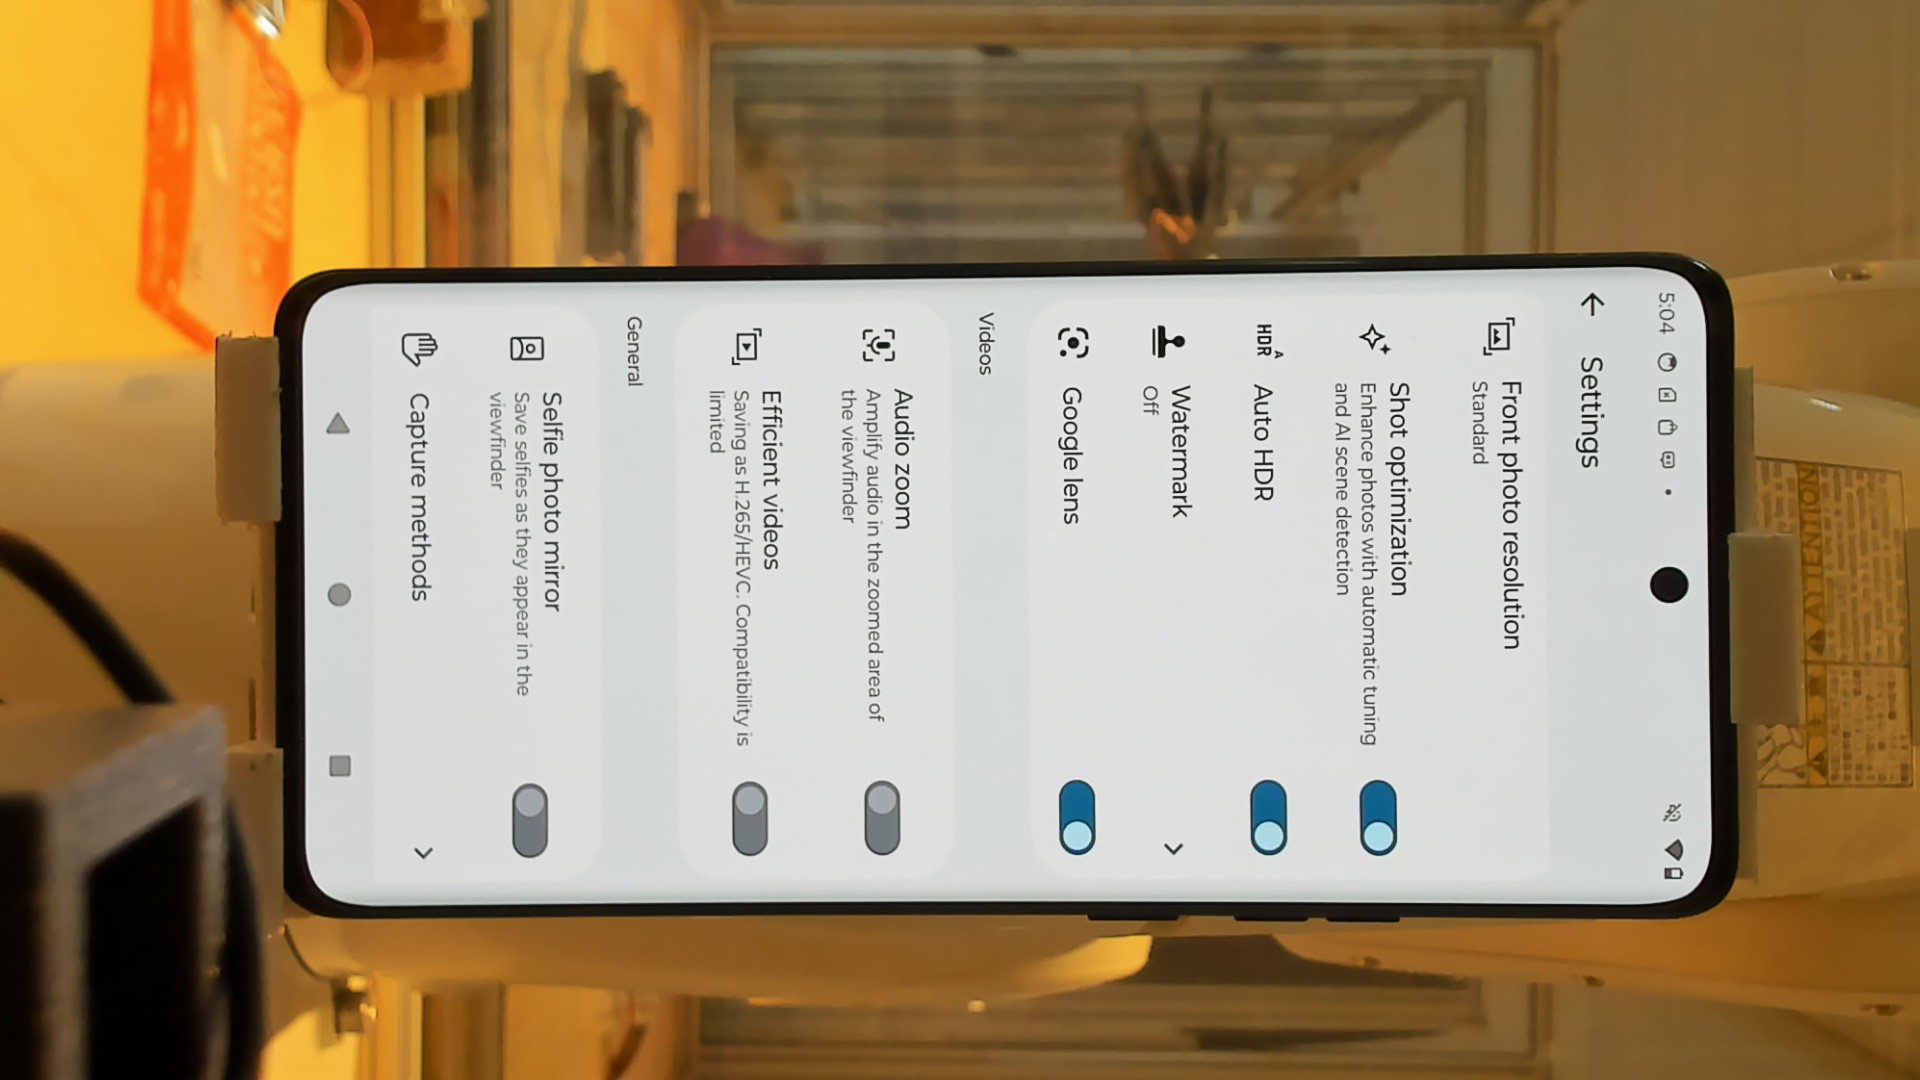 5:04
Settings
Front photo resolution
Standard
Shot optimization
Enhance photos with automatic tuning
and AI scene detection
HDR A
Auto HDR
Watermark
Off
Google lens
Videos
Audio zoom
Amplify audio in the zoomed area of
the viewfinder
Efficient videos
Saving as H.265/HEVC. Compatibility is
limited
General
Selfie photo mirror
Save selfies as they appear in the
viewfinder
Capture methods
ATTENTION